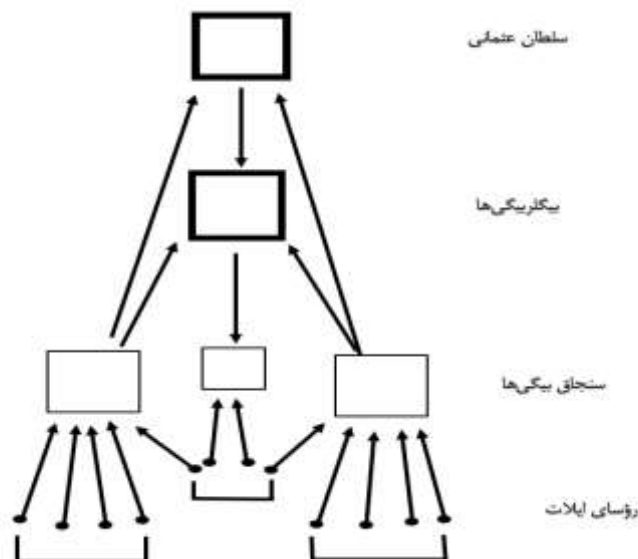 سلطان عثمانی
بیگلربیگی‌ها
سنجاق بیگی‌ها
رؤسای ایلات